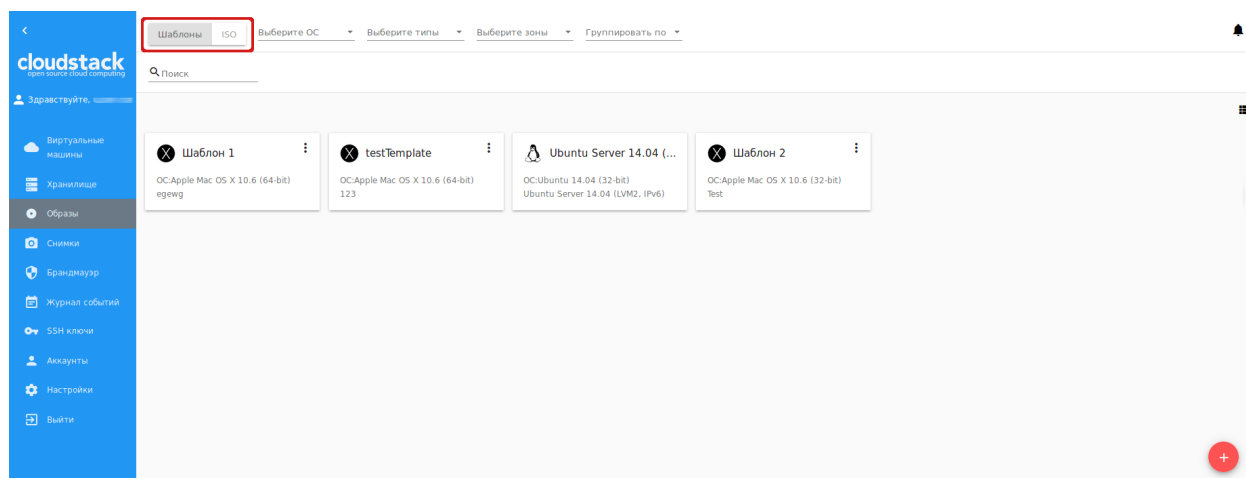 Шаблоны ISO Выберите ОС Выберите типы Выберите зоны Группировать по
cloudstack
open source cloud computing
Поиск
Здравствуйте,
Виртуальные
машины
Хранилище
Образы
Снимки
Брандмауэр
Журнал событий
SSH ключи
Аккаунты
Настройки
Выйти
Шаблон 1
ОС:Apple Mac OS X 10.6 (64-bit)
egewg
testTemplate
ОС:Apple Mac OS X 10.6 (64-bit)
123
Ubuntu Server 14.04 (...
ОС:Ubuntu 14.04 (32-bit)
Ubuntu Server 14.04 (LVM2, IPv6)
Шаблон 2
ОС:Apple Mac OS X 10.6 (32-bit)
Test